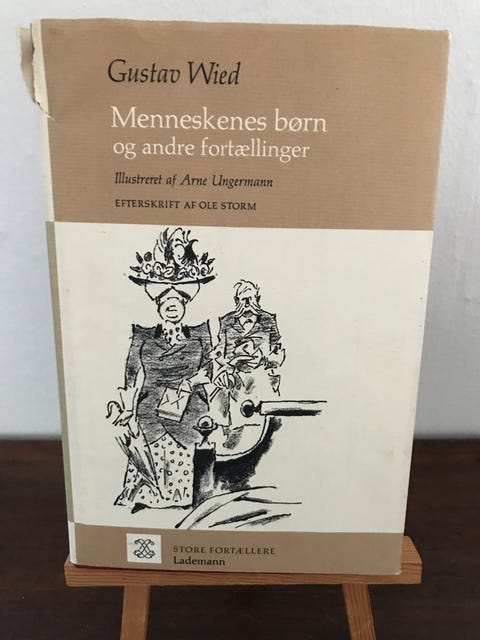 Gustav Wied
Menneskenes børn
og andre fortællinger
Illustreret af Arne Ungermann
EFTERSKRIFT AF OLE STORM
STORE FORTÆLLERE
Lademann